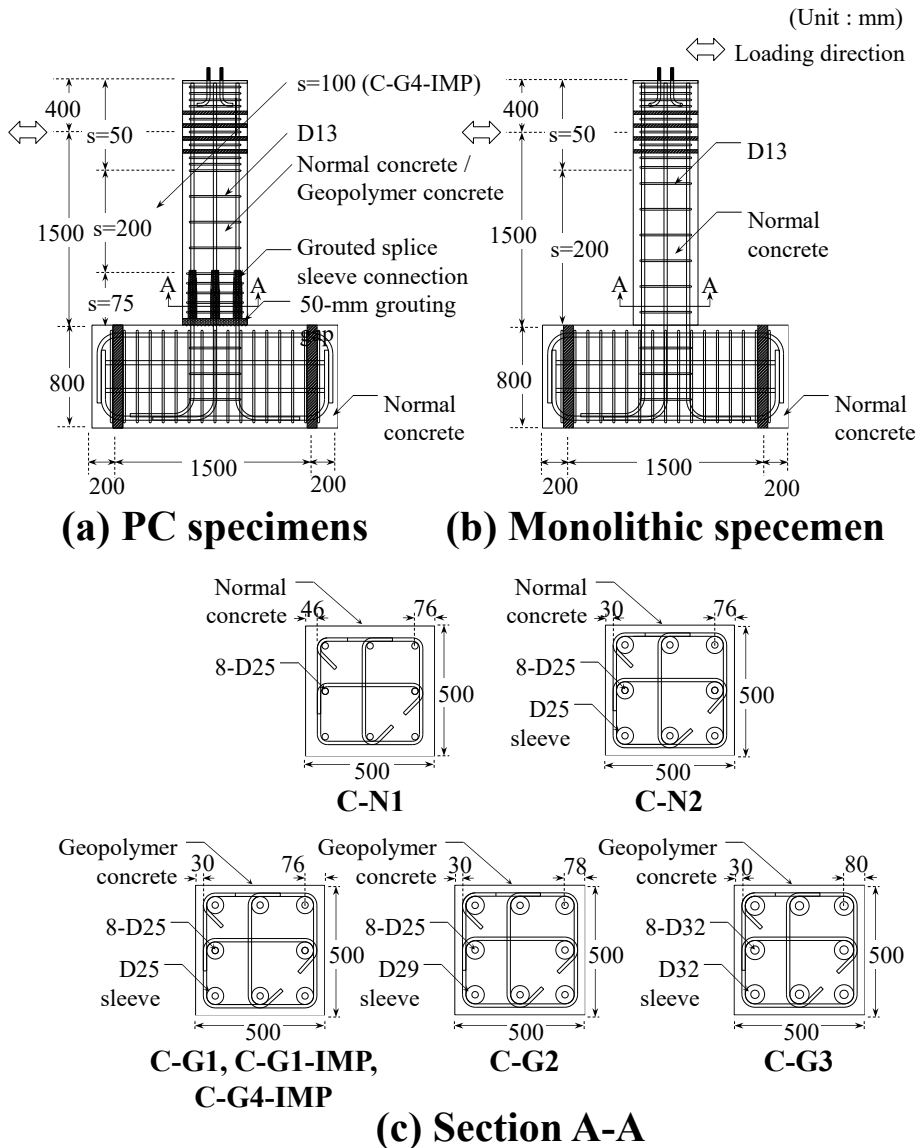 (Unit : mm)
Loading direction
400
s=50
1500
s=200
s=75
800
s=100 (C-G4-IMP)
D13
Normal concrete /
Geopolymer concrete
Grouted splice
sleeve connection
50-mm grouting
gap
A
A
Normal
concrete
1500
200
200
(a) PC specimens
400
s=50
1500
s=200
800
D13
Normal
concrete
A
A
Normal
concrete
1500
200
200
(b) Monolithic specemen
Normal
concrete
46
76
8-D25
500
500
C-N1
Normal
concrete
30
76
8-D25
D25
sleeve
500
500
C-N2
Geopolymer
concrete
30
76
8-D25
D25
sleeve
500
500
C-G1, C-G1-IMP,
C-G4-IMP
Geopolymer
concrete
30
78
8-D25
D29
sleeve
500
500
C-G2
Geopolymer
concrete
30
80
8-D32
D32
sleeve
500
500
C-G3
(c) Section A-A